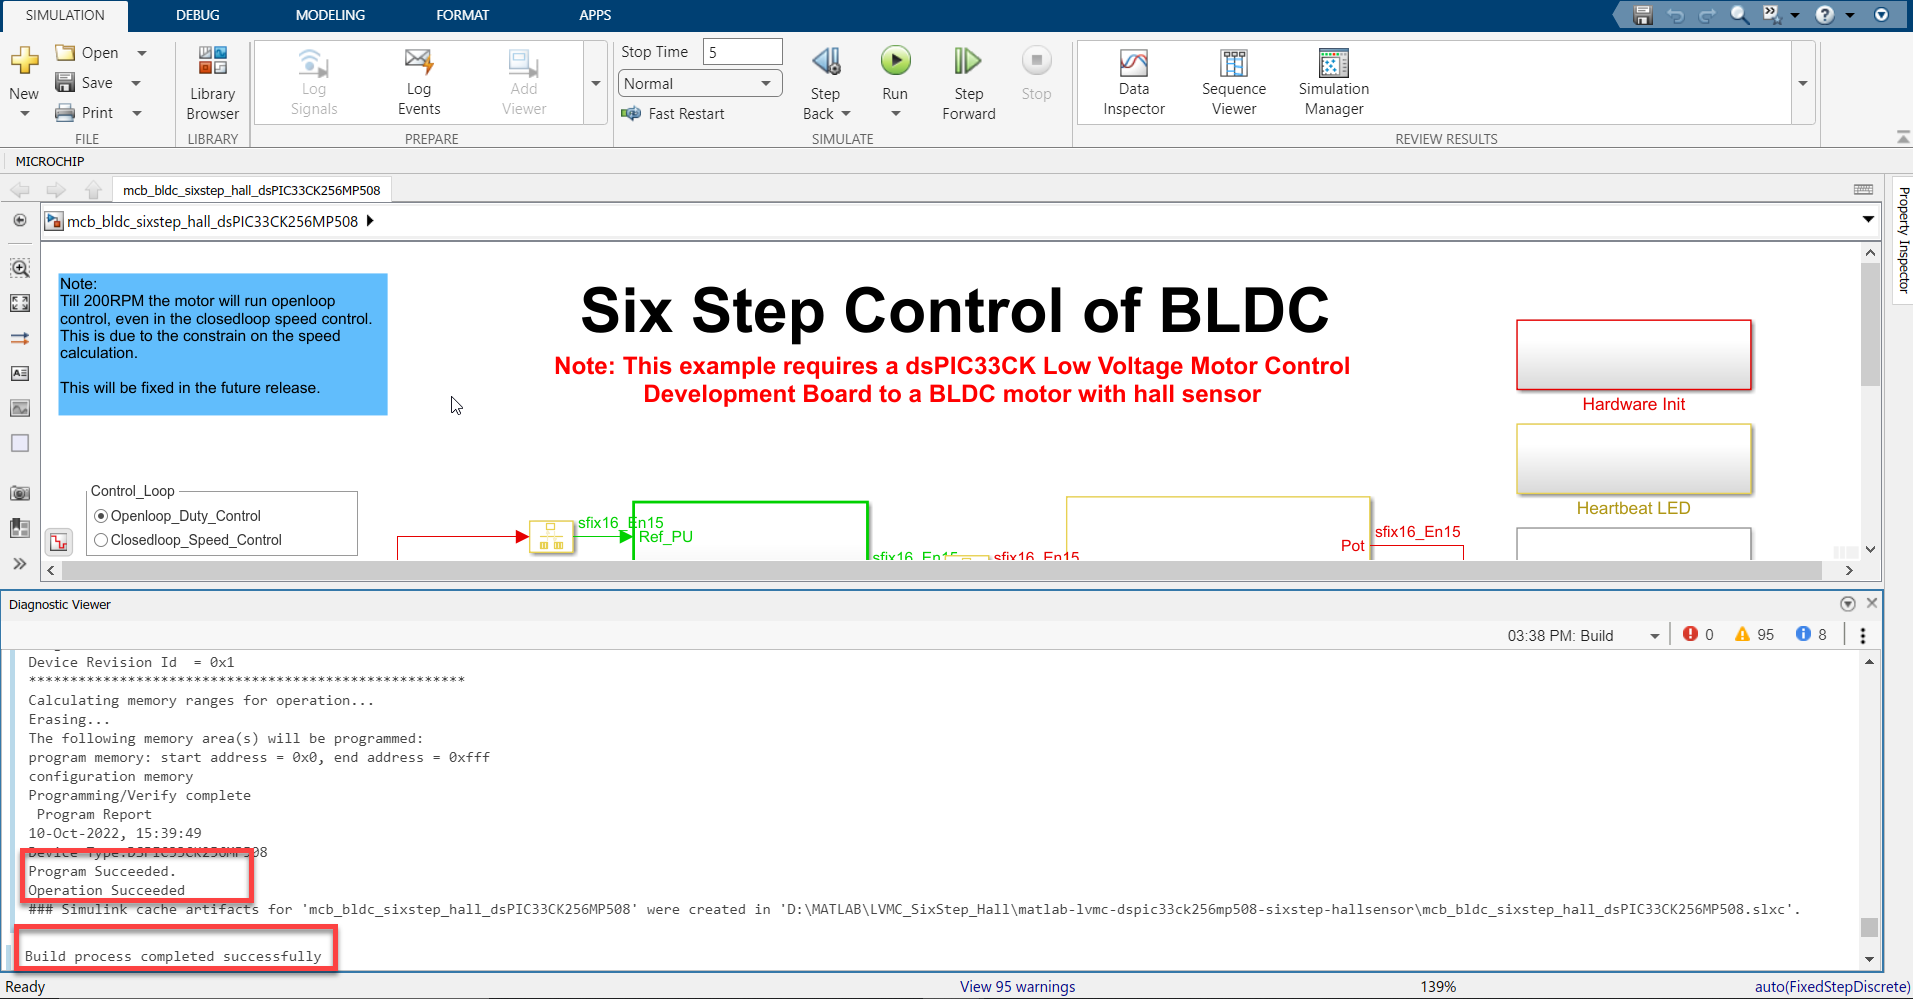 SIMULATION DEBUG MODELING FORMAT APPS
New
Open
Save
Print
FILE
Library Browser
LIBRARY
Log Signals
Log Events
Add Viewer
PREPARE
Stop Time 5
Normal
Fast Restart
Step Back
Run
Step Forward
Stop
SIMULATE
Data Inspector
Sequence Viewer
Simulation Manager
REVIEW RESULTS
MICROCHIP
mcb_bldc_sixstep_hall_dsPIC33CK256MP508
mcb_bldc_sixstep_hall_dsPIC33CK256MP508
Property Inspector
Note:
Till 200RPM the motor will run openloop
control, even in the closedloop speed control.
This is due to the constrain on the speed
calculation.
This will be fixed in the future release.
Six Step Control of BLDC
Note: This example requires a dsPIC33CK Low Voltage Motor Control
Development Board to a BLDC motor with hall sensor
Hardware Init
Heartbeat LED
Control_Loop
Openloop_Duty_Control
Closedloop_Speed_Control
sfix16_En15
Ref_PU
sfix16_En15
sfix16_En15
Pot
sfix16_En15
Diagnostic Viewer
03:38 PM: Build 0 95 8
Device Revision Id = 0x1
*****************************************************
Calculating memory ranges for operation...
Erasing...
The following memory area(s) will be programmed:
program memory: start address = 0x0, end address = 0xfff
configuration memory
Programming/Verify complete
Program Report
10-Oct-2022, 15:39:49
Device Type:DSPIC33CK256MP508
Program Succeeded.
Operation Succeeded
### Simulink cache artifacts for 'mcb_bldc_sixstep_hall_dsPIC33CK256MP508' were created in 'D:\MATLAB\LVMC_SixStep_Hall\matlab-lvmc-dspic33ck256mp508-sixstep-hallsensor\mcb_bldc_sixstep_hall_dsPIC33CK256MP508.slxc'.
Build process completed successfully
Ready View 95 warnings 139% auto(FixedStepDiscrete)